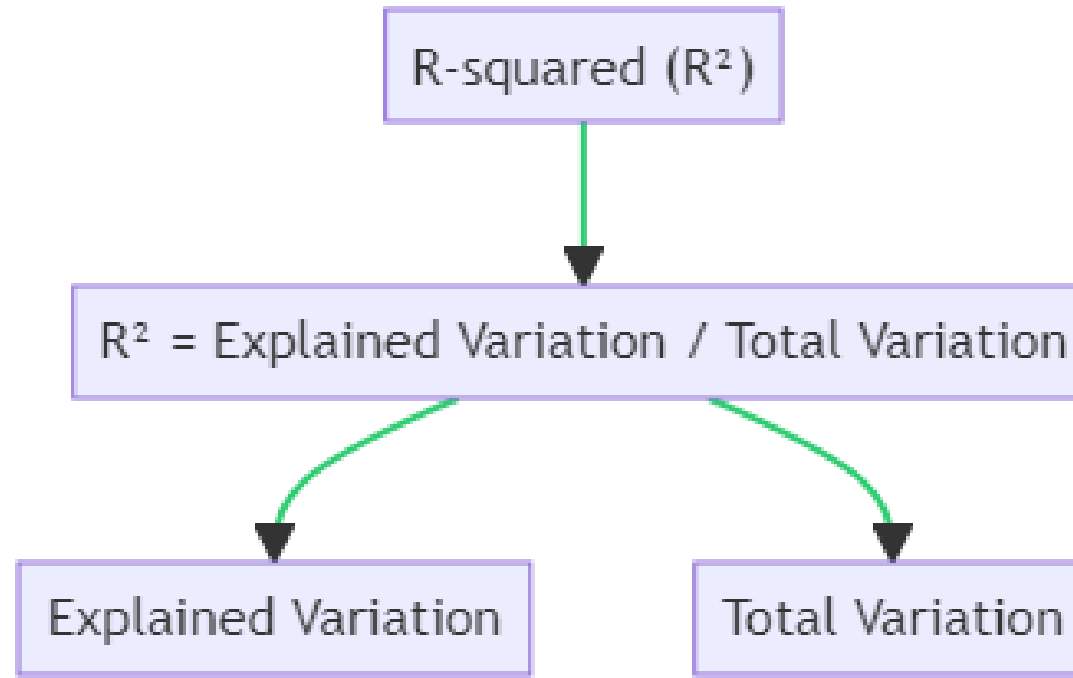 R-squared (R²)
R² = Explained Variation / Total Variation
Explained Variation
Total Variation